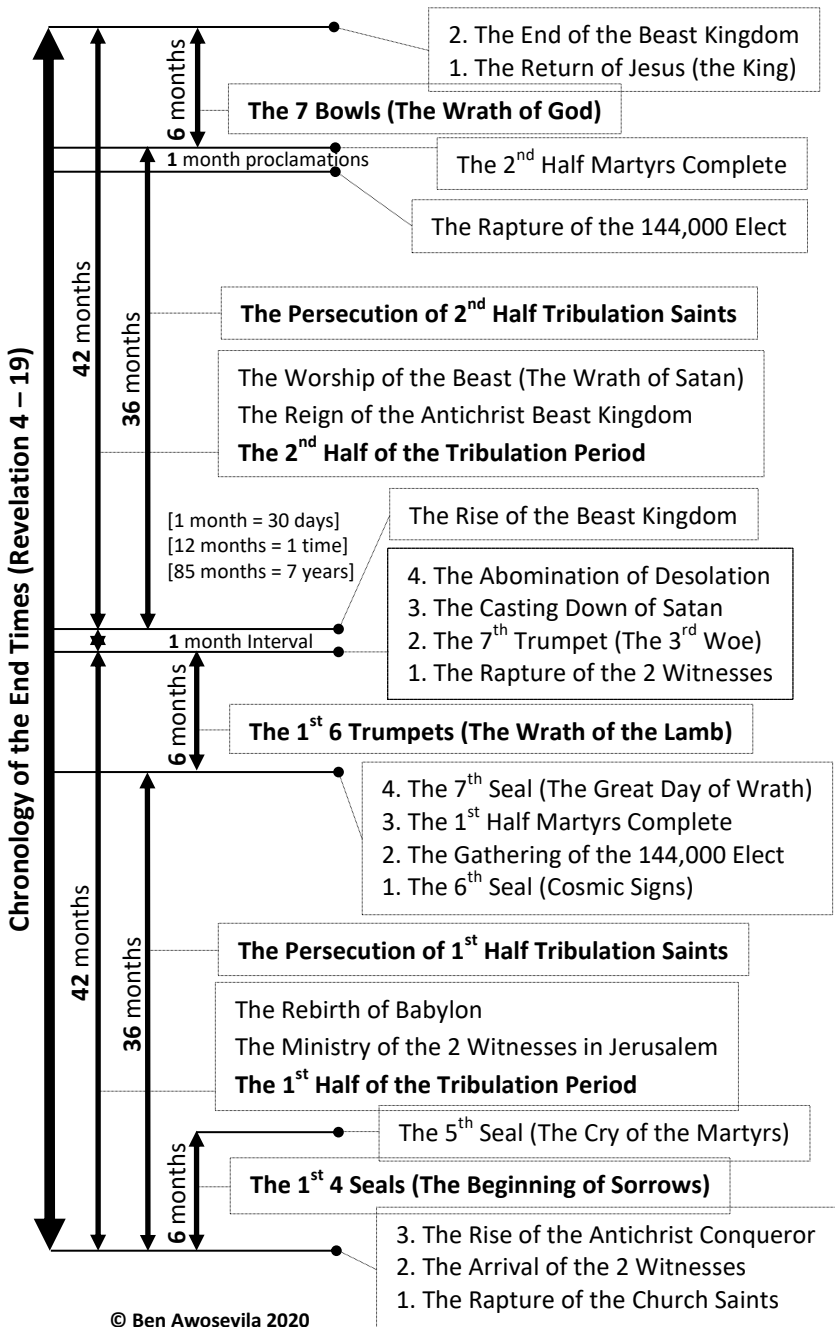 2. The End of the Beast Kingdom
1. The Return of Jesus (the King)
6 months
The 7 Bowls (The Wrath of God)
1 month proclamations
The 2nd Half Martyrs Complete
The Rapture of the 144,000 Elect
42 months
36 months
The Persecution of 2nd Half Tribulation Saints
The Worship of the Beast (The Wrath of Satan)
The Reign of the Antichrist Beast Kingdom
The 2nd Half of the Tribulation Period
Chronology of the End Times (Revelation 4 – 19)
[1 month = 30 days]
[12 months = 1 time]
[85 months = 7 years]
The Rise of the Beast Kingdom
1 month Interval
4. The Abomination of Desolation
3. The Casting Down of Satan
2. The 7th Trumpet (The 3rd Woe)
1. The Rapture of the 2 Witnesses
6 months
The 1st 6 Trumpets (The Wrath of the Lamb)
4. The 7th Seal (The Great Day of Wrath)
3. The 1st Half Martyrs Complete
2. The Gathering of the 144,000 Elect
1. The 6th Seal (Cosmic Signs)
42 months
36 months
The Persecution of 1st Half Tribulation Saints
The Rebirth of Babylon
The Ministry of the 2 Witnesses in Jerusalem
The 1st Half of the Tribulation Period
The 5th Seal (The Cry of the Martyrs)
6 months
The 1st 4 Seals (The Beginning of Sorrows)
3. The Rise of the Antichrist Conqueror
2. The Arrival of the 2 Witnesses
1. The Rapture of the Church Saints
© Ben Awosevila 2020